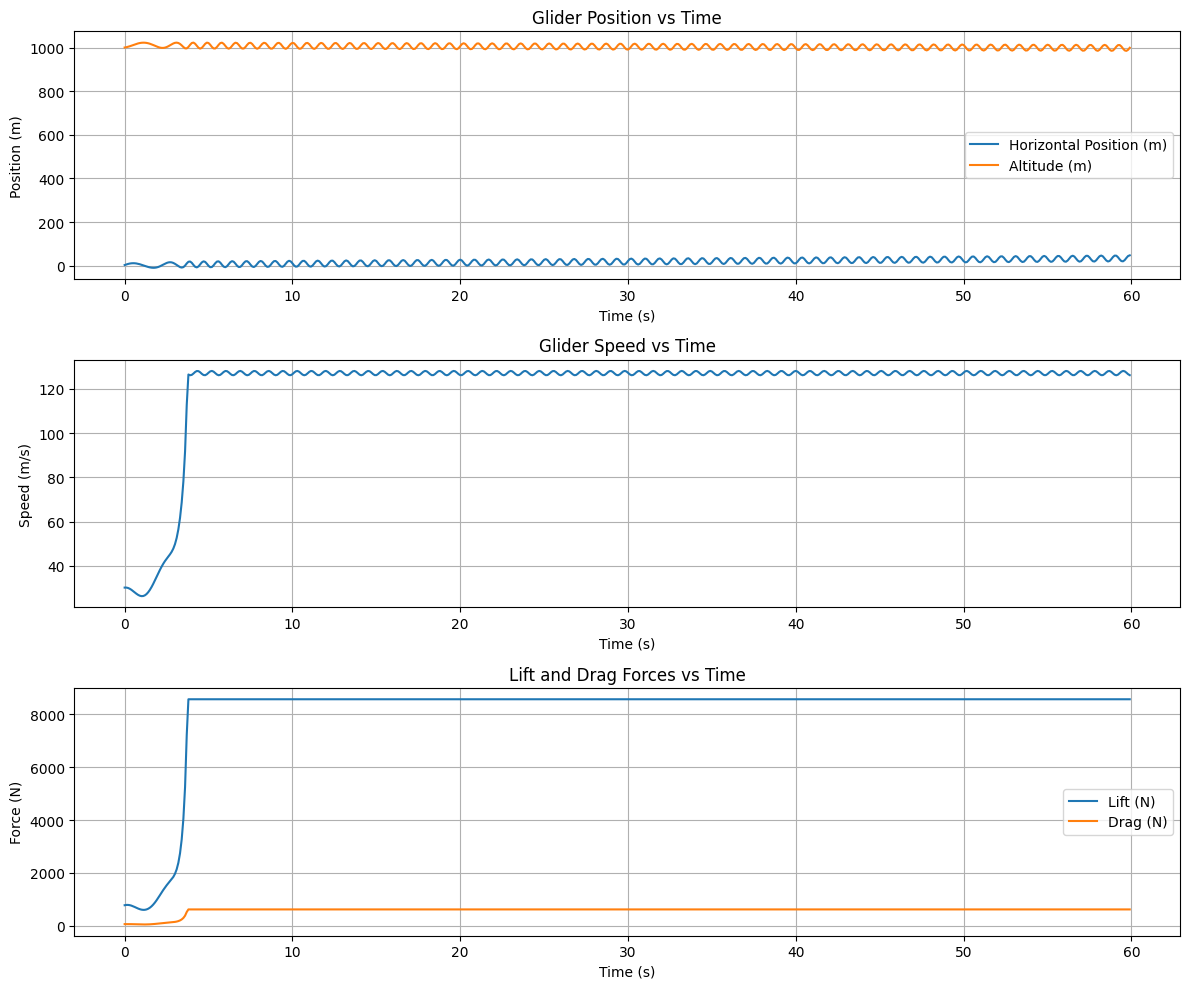 Glider Position vs Time
Position (m)
1000
800
600
400
200
0
Horizontal Position (m)
Altitude (m)
0 10 20 30 40 50 60
Time (s)
Glider Speed vs Time
Speed (m/s)
120
100
80
60
40
0 10 20 30 40 50 60
Time (s)
Lift and Drag Forces vs Time
Force (N)
8000
6000
4000
2000
0
Lift (N)
Drag (N)
0 10 20 30 40 50 60
Time (s)